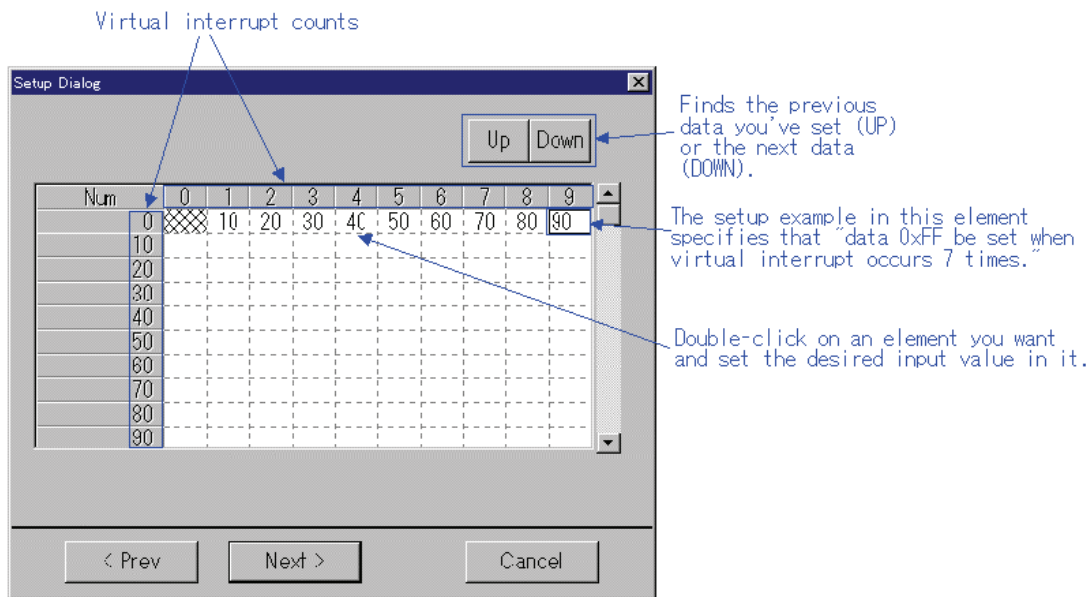 Virtual interrupt counts
Setup Dialog
Up Down
Finds the previous
data you've set (UP)
or the next data
(DOWN).
Num 0 1 2 3 4 5 6 7 8 9
0 10 20 30 40 50 60 70 80 90
10
20
30
40
50
60
70
80
90
The setup example in this element
specifies that "data 0xFF be set when
virtual interrupt occurs 7 times."
Double-click on an element you want
and set the desired input value in it.
< Prev Next > Cancel